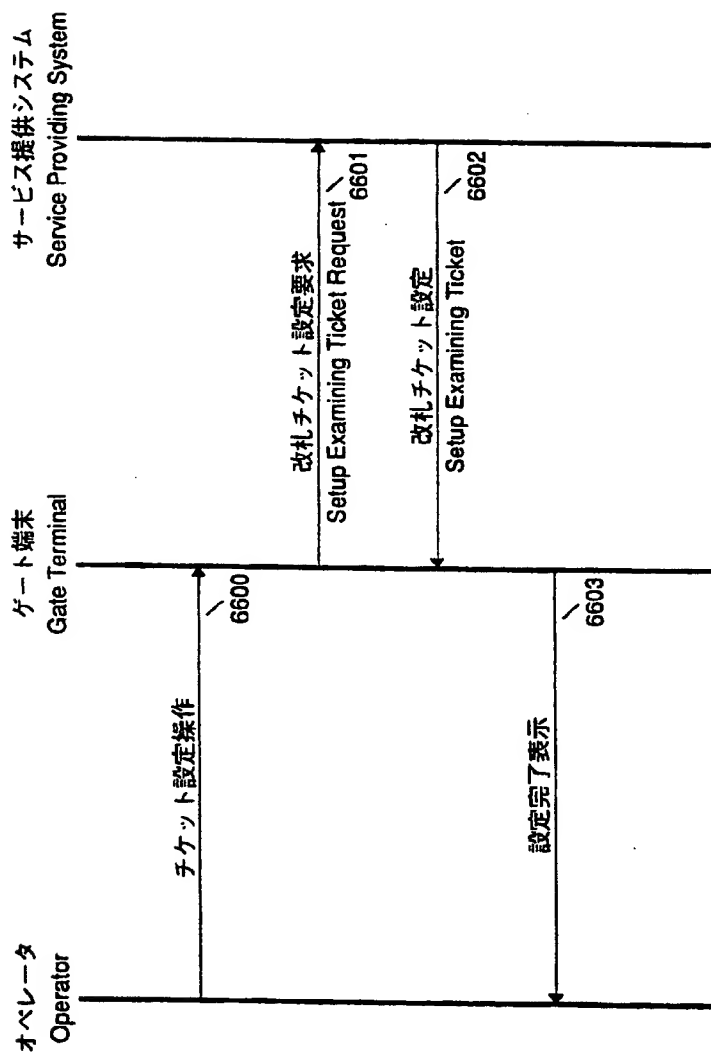 オペレータ
Operator
ゲート端末
Gate Terminal
サービス提供システム
Service Providing System
チケット設定操作
6600
改札チケット設定要求
Setup Examining Ticket Request
6601
改札チケット設定
Setup Examining Ticket
6602
設定完了表示
6603